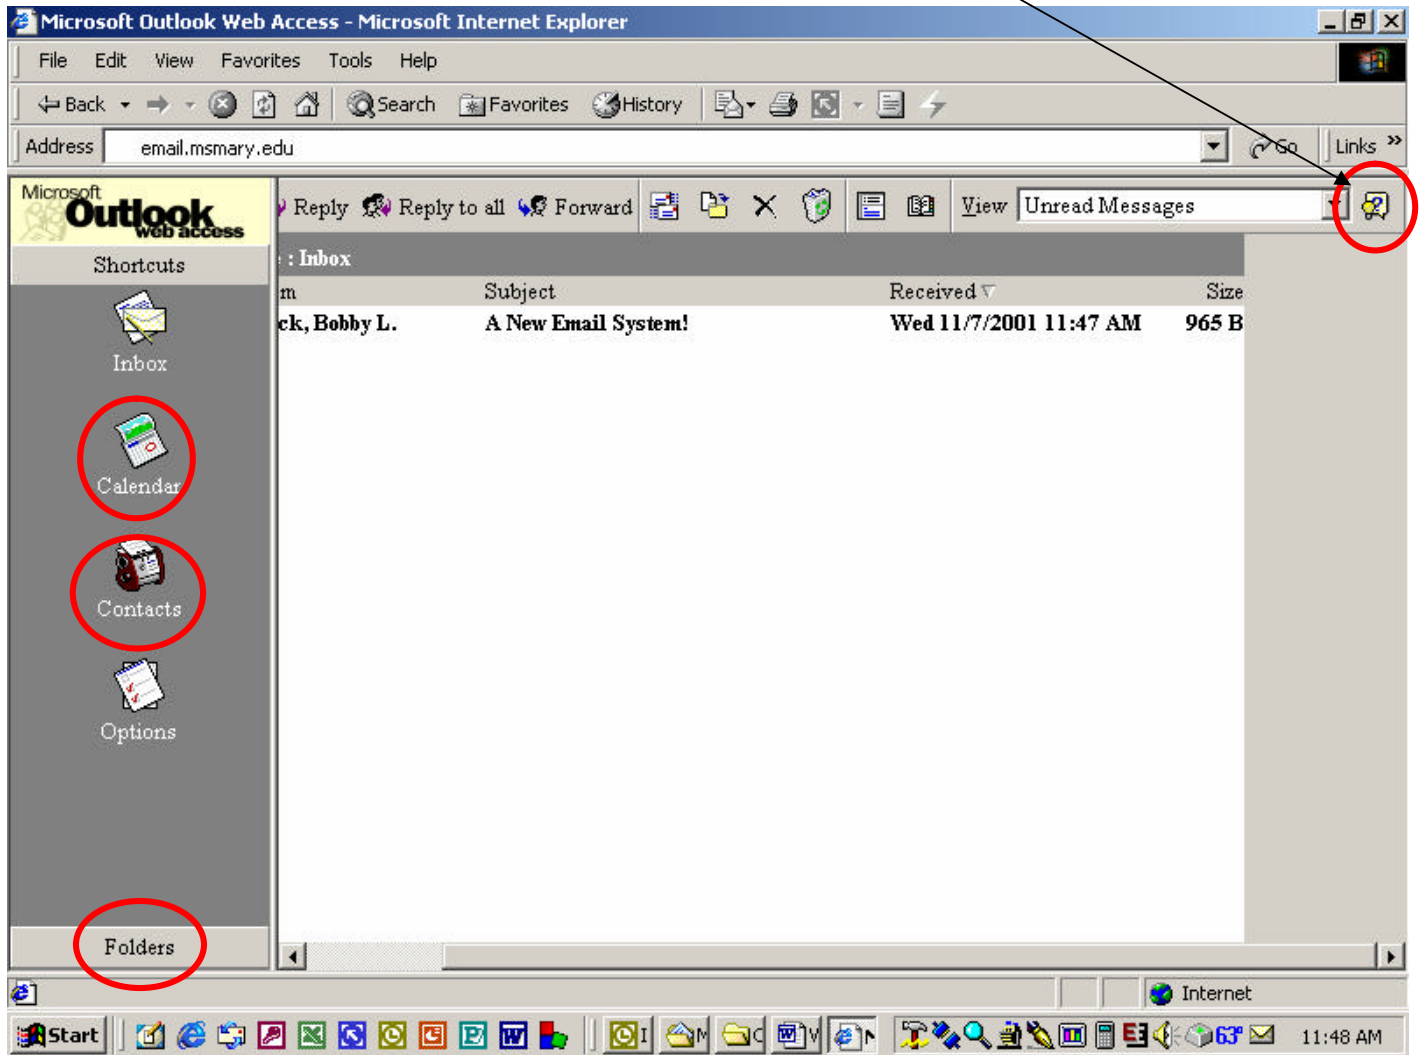 Microsoft Outlook Web Access - Microsoft Internet Explorer
File Edit View Favorites Tools Help
Back Search Favorites History
Address email.msmary.edu Go Links »
Microsoft
Outlook
web access
Reply Reply to all Forward View Unread Messages
Shortcuts
: Inbox
m Subject Received Size
ck, Bobby L. A New Email System! Wed 11/7/2001 11:47 AM 965 B
Inbox
Calendar
Contacts
Options
Folders
Internet
Start 63° 11:48 AM